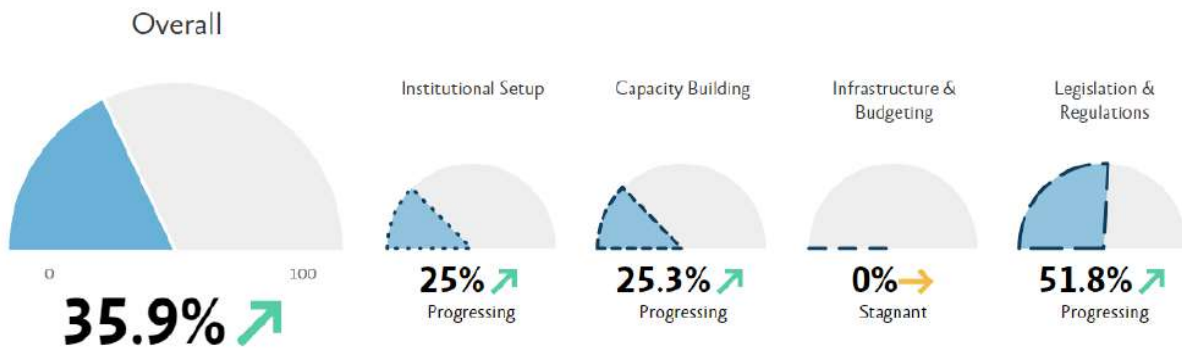 Overall
0
100
35.9%
Institutional Setup
25%
Progressing
Capacity Building
25.3%
Progressing
Infrastructure &
Budgeting
0%
Stagnant
Legislation &
Regulations
51.8%
Progressing